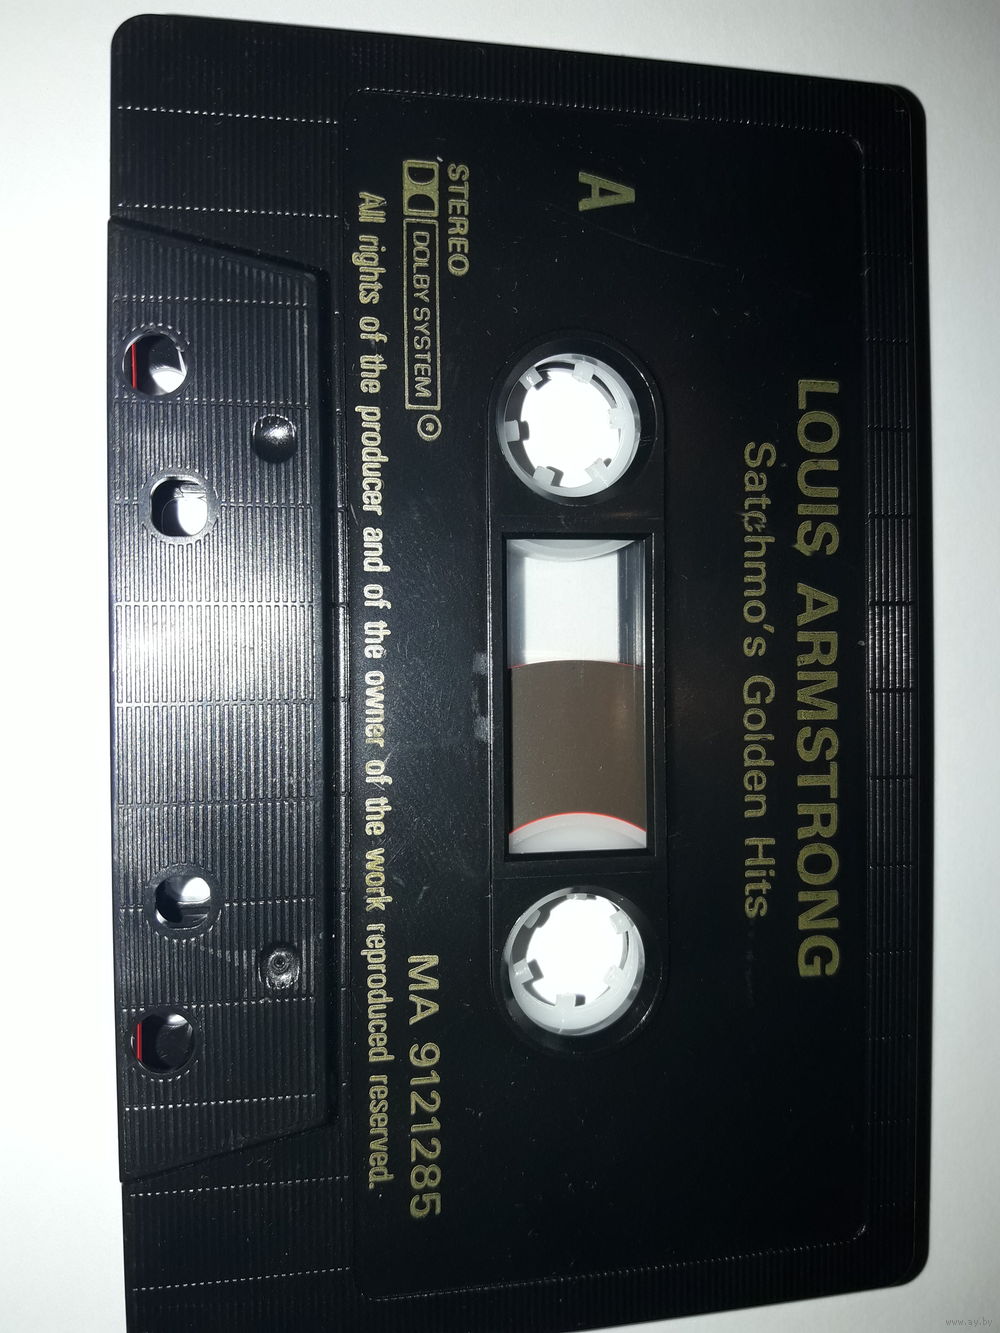 LOUIS ARMSTRONG
Satchmo's Golden Hits
A
STEREO
DOLBY SYSTEM
MA 9121285
All rights of the producer and of the owner of the work reproduced reserved.
www.ay.by